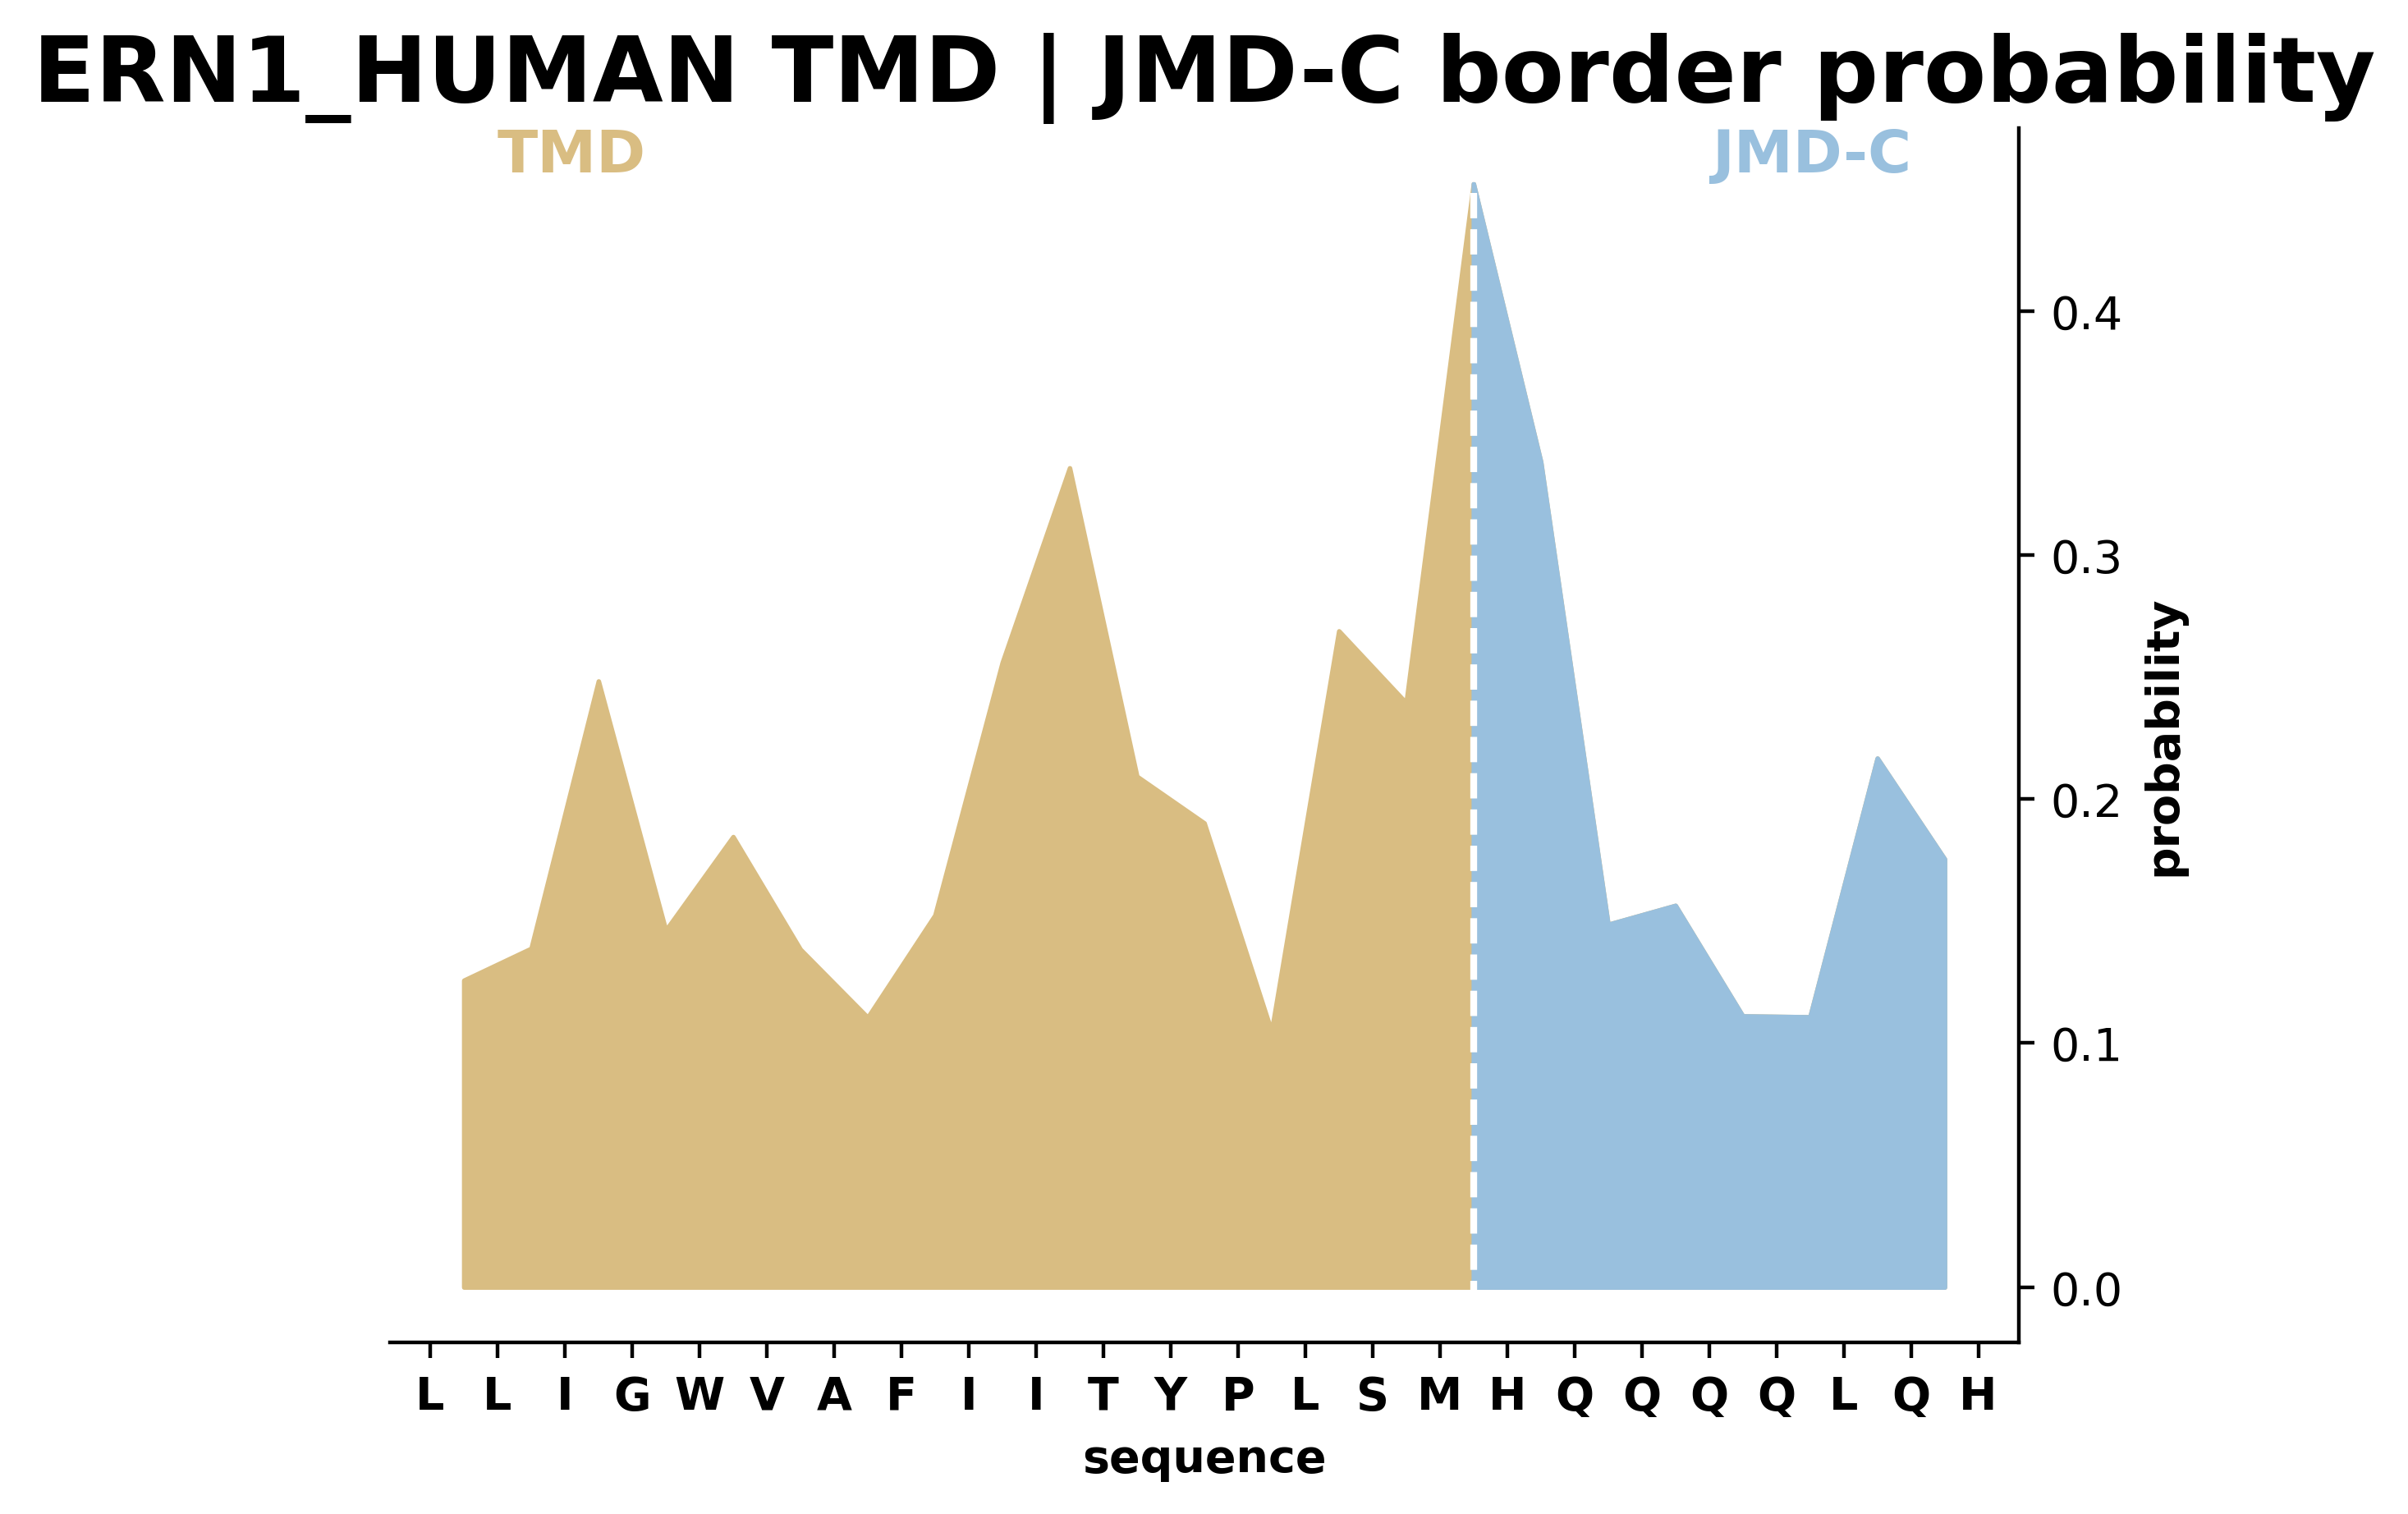 ERN1_HUMAN TMD | JMD-C border probability
TMD JMD-C
0.4
0.3
0.2
0.1
0.0
probability
L L I G W V A F I I T Y P L S M H Q Q Q Q L Q H
sequence